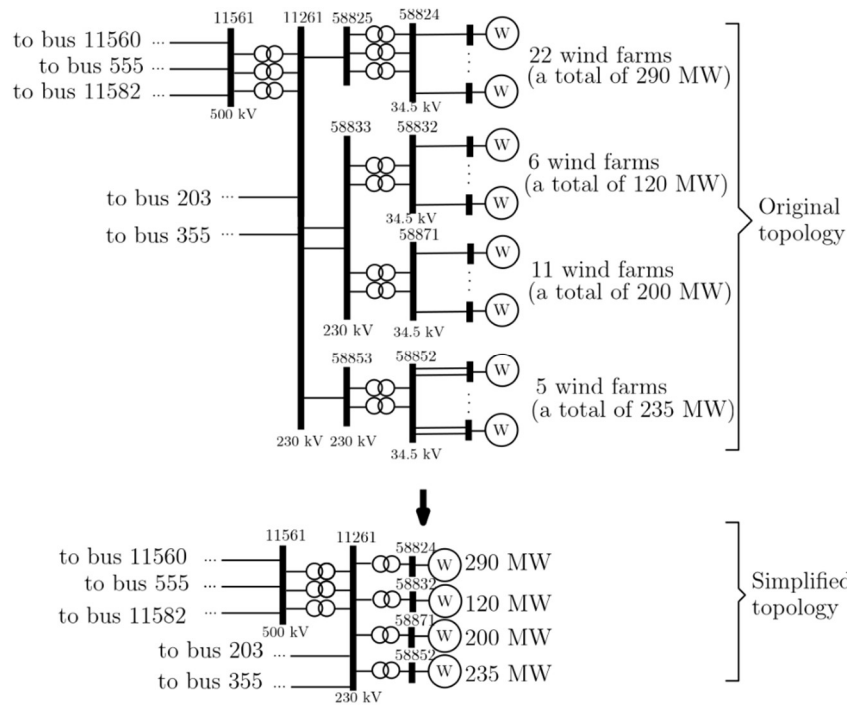 11561
11261
58825
58824
to bus 11560 ...
to bus 555 ...
to bus 11582 ...
500 kV
34.5 kV
W
W
22 wind farms
(a total of 290 MW)
58833
58832
W
W
6 wind farms
(a total of 120 MW)
34.5 kV
to bus 203 ...
to bus 355 ...
58871
W
W
11 wind farms
(a total of 200 MW)
230 kV
34.5 kV
58853
58852
W
W
5 wind farms
(a total of 235 MW)
230 kV
230 kV
34.5 kV
Original
topology
11561
11261
to bus 11560 ...
to bus 555 ...
to bus 11582 ...
500 kV
to bus 203 ...
to bus 355 ...
230 kV
58824
W
290 MW
58832
W
120 MW
58871
W
200 MW
58852
W
235 MW
Simplified
topology